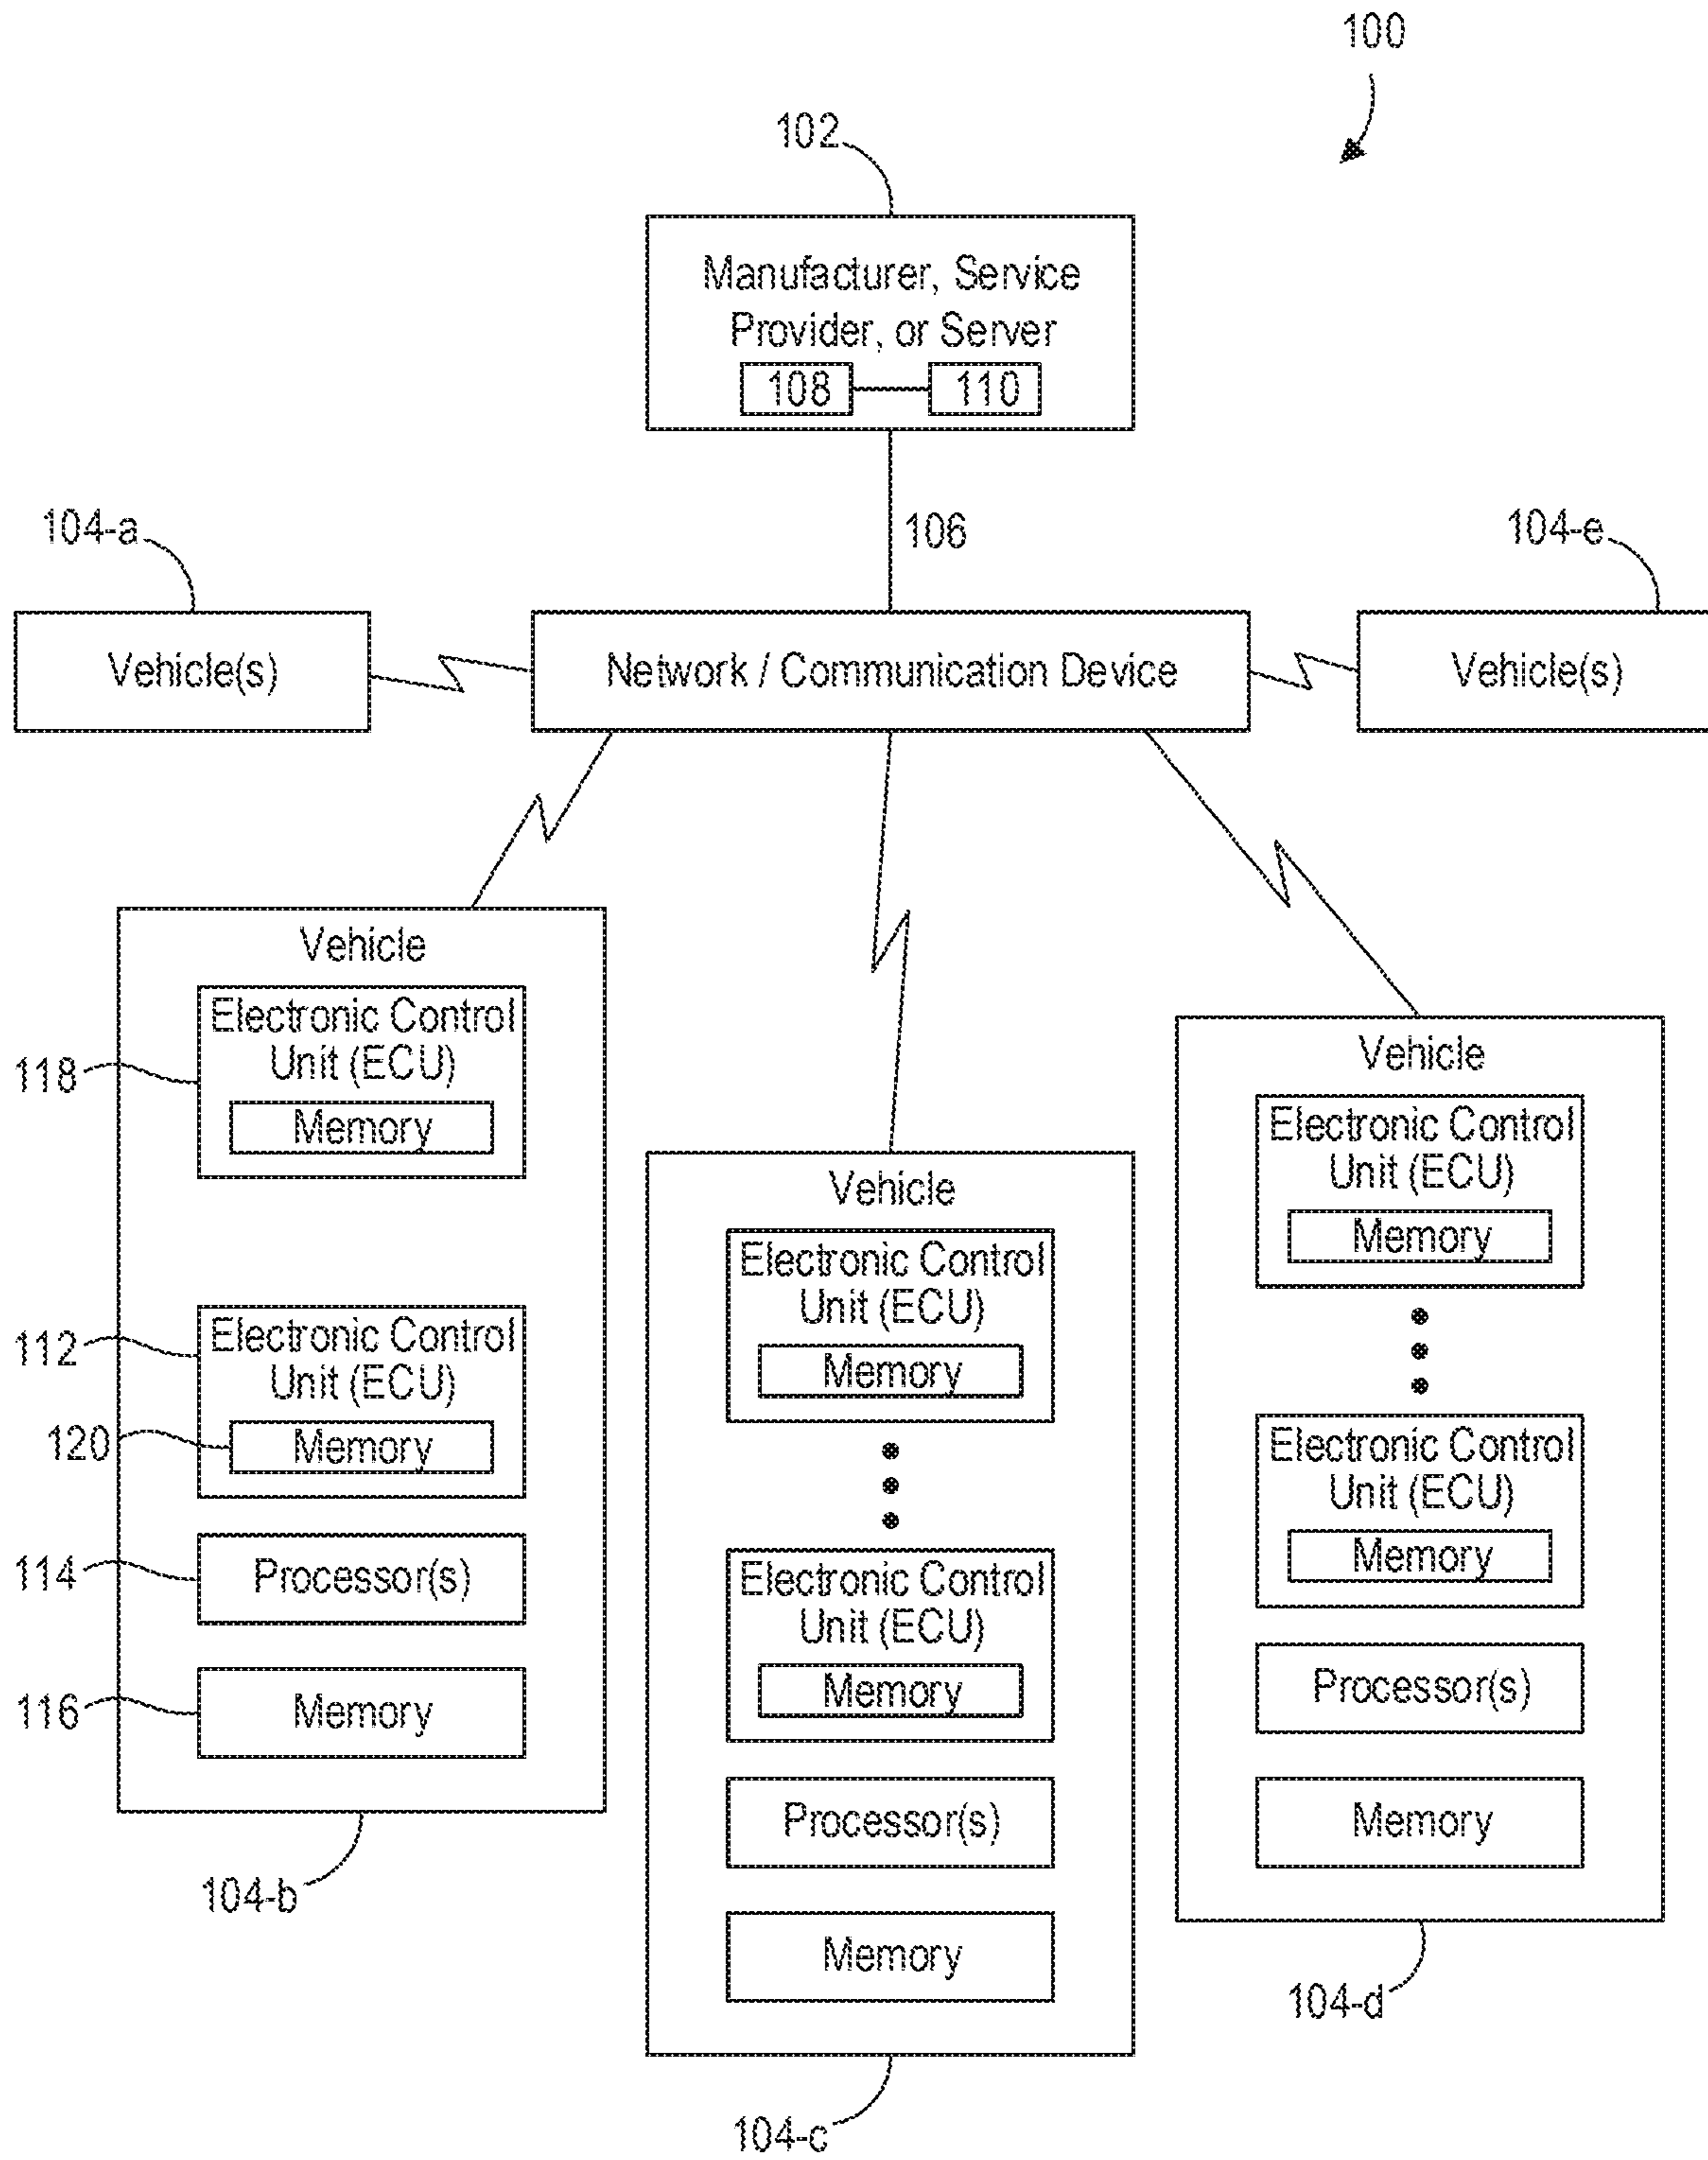 100
102
Manufacturer, Service
Provider, or Server
108
110
104-a
106
104-e
Vehicle(s)
Network / Communication Device
Vehicle(s)
Vehicle
Electronic Control
Unit (ECU)
118
Memory
112
Electronic Control
Unit (ECU)
120
Memory
114
Processor(s)
116
Memory
104-b
Vehicle
Electronic Control
Unit (ECU)
Memory
Electronic Control
Unit (ECU)
Memory
Processor(s)
Memory
104-c
Vehicle
Electronic Control
Unit (ECU)
Memory
Electronic Control
Unit (ECU)
Memory
Processor(s)
Memory
104-d